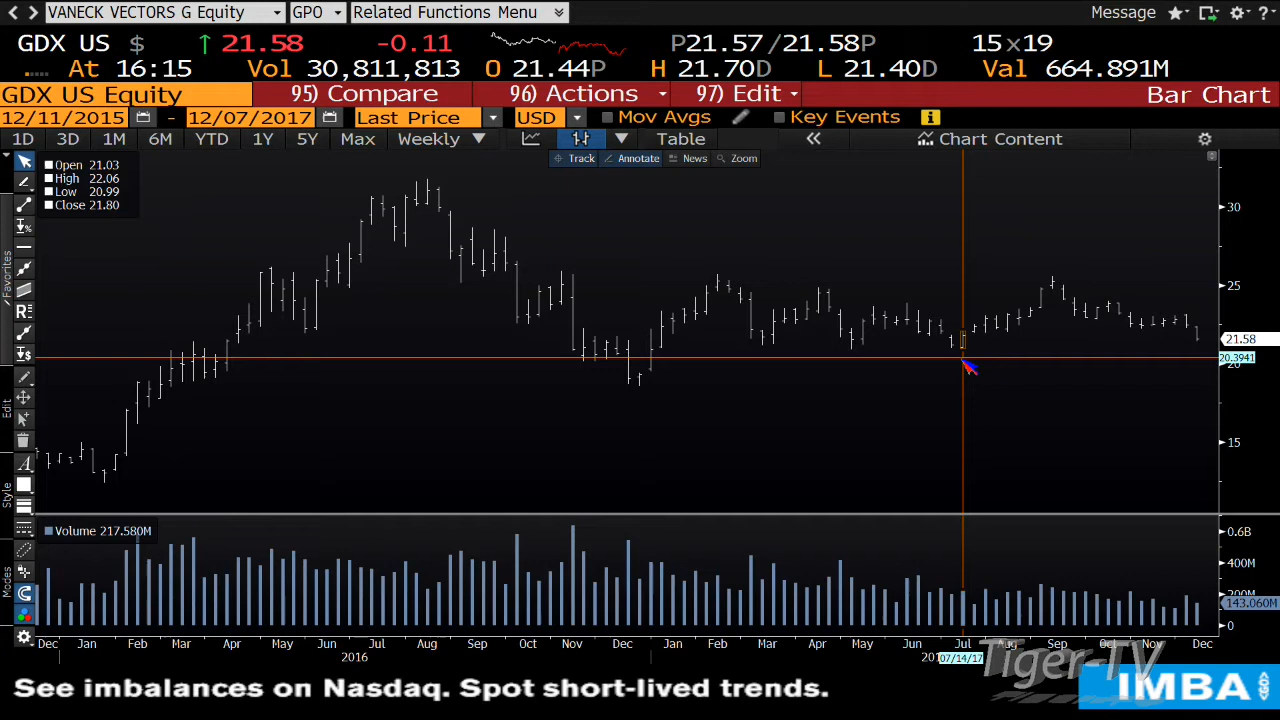 VANECK VECTORS G Equity GPO Related Functions Menu Message
GDX US $ 21.58 -0.11 P21.57/21.58P 15x19
At 16:15 Vol 30,811,813 O 21.44P H 21.70D L 21.40D Val 664.891M
GDX US Equity 95) Compare 96) Actions 97) Edit Bar Chart
12/11/2015 - 12/07/2017 Last Price USD Mov Avgs Key Events
1D 3D 1M 6M YTD 1Y 5Y Max Weekly Table Chart Content
Track Annotate News Zoom
Open 21.03
High 22.06
Low 20.99
Close 21.80
30
25
21.58
20.3941
20
15
Favorites
Edit
Style
Modes
Volume 217.580M
0.6B
400M
200M
143.060M
0
Dec Jan Feb Mar Apr May Jun Jul Aug Sep Oct Nov Dec Jan Feb Mar Apr May Jun Jul Aug Sep Oct Nov Dec
2016 07/14/17
Tiger-TV
See imbalances on Nasdaq. Spot short-lived trends.
IMBA